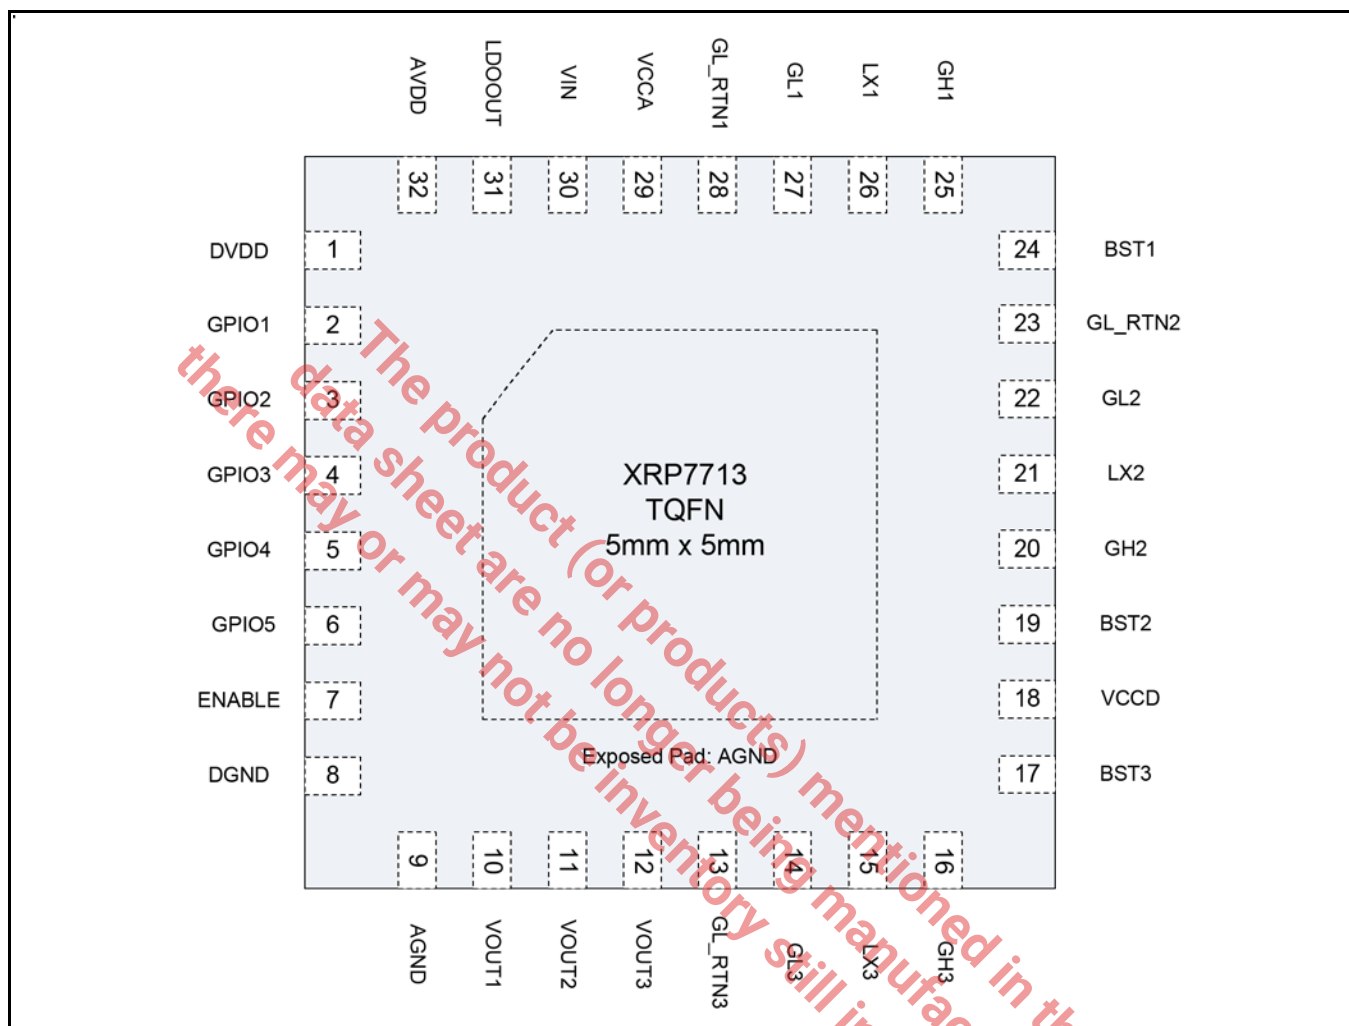 AVDD
LDOOUT
VIN
VCCA
GL_RTN1
GL1
LX1
GH1
32
31
30
29
28
27
26
25
DVDD 1
GPIO1 2
GPIO2 3
GPIO3 4
GPIO4 5
GPIO5 6
ENABLE 7
DGND 8
24 BST1
23 GL_RTN2
22 GL2
21 LX2
20 GH2
19 BST2
18 VCCD
17 BST3
XRP7713
TQFN
5mm x 5mm
Exposed Pad: AGND
9
10
11
12
13
14
15
16
AGND
VOUT1
VOUT2
VOUT3
GL_RTN3
GL3
LX3
GH3
The product (or products) mentioned in
data sheet are no longer being
there may or may not be inventory still